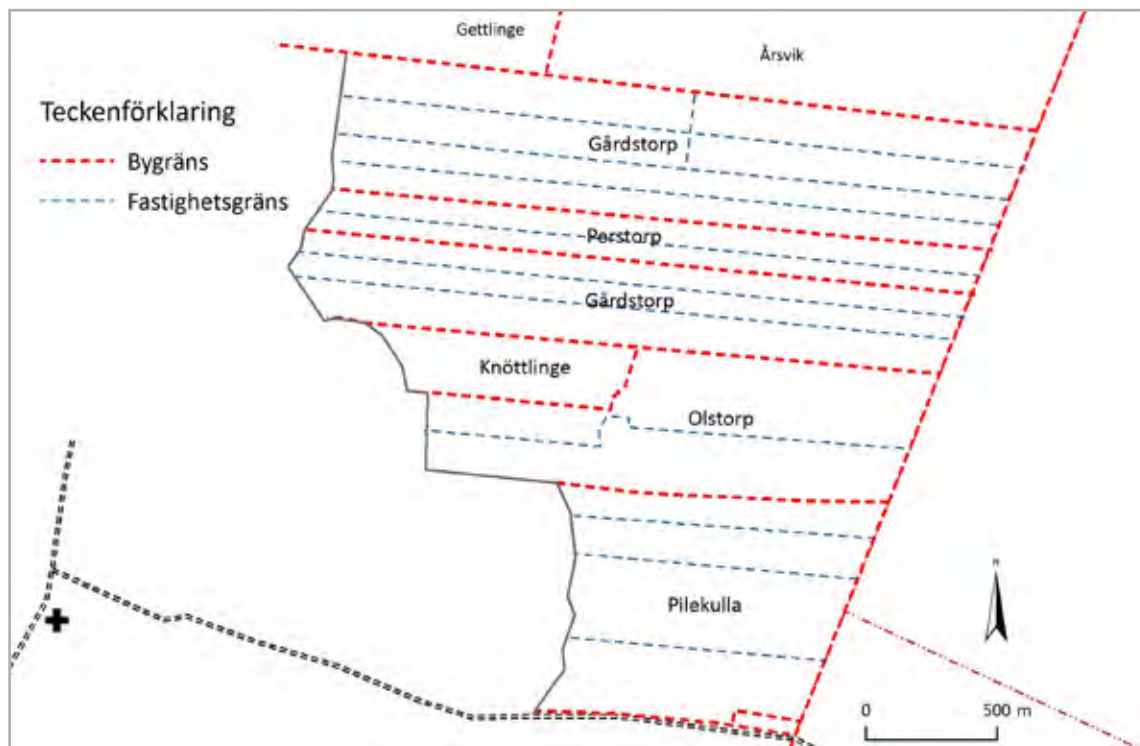 Gettlinge
Årsvik
Teckenförklaring
Bygräns
Fastighetsgräns
Gårdstorp
Perstorp
Gårdstorp
Knöttlinge
Olstorp
Pilekulla
N
0 500 m